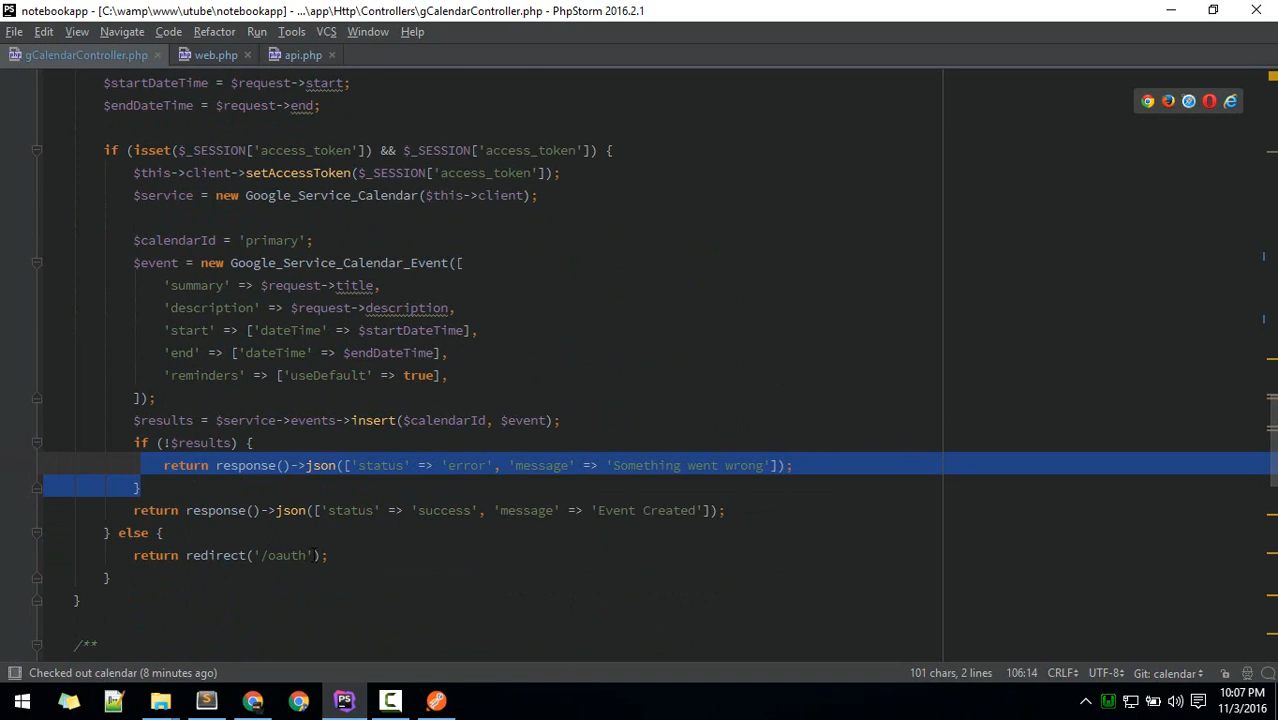 notebookapp - [C:\wamp\www\utube\notebookapp] - ...\app\Http\Controllers\gCalendarController.php - PhpStorm 2016.2.1
File Edit View Navigate Code Refactor Run Tools VCS Window Help
gCalendarController.php web.php api.php
$startDateTime = $request->start;
$endDateTime = $request->end;
if (isset($_SESSION['access_token']) && $_SESSION['access_token']) {
$this->client->setAccessToken($_SESSION['access_token']);
$service = new Google_Service_Calendar($this->client);
$calendarId = 'primary';
$event = new Google_Service_Calendar_Event([
'summary' => $request->title,
'description' => $request->description,
'start' => ['dateTime' => $startDateTime],
'end' => ['dateTime' => $endDateTime],
'reminders' => ['useDefault' => true],
]);
$results = $service->events->insert($calendarId, $event);
if (!$results) {
return response()->json(['status' => 'error', 'message' => 'Something went wrong']);
}
return response()->json(['status' => 'success', 'message' => 'Event Created']);
} else {
return redirect('/oauth');
}
}
/**
Checked out calendar (8 minutes ago) 101 chars, 2 lines 106:14 CRLF UTF-8 Git: calendar
PS
10:07 PM
11/3/2016